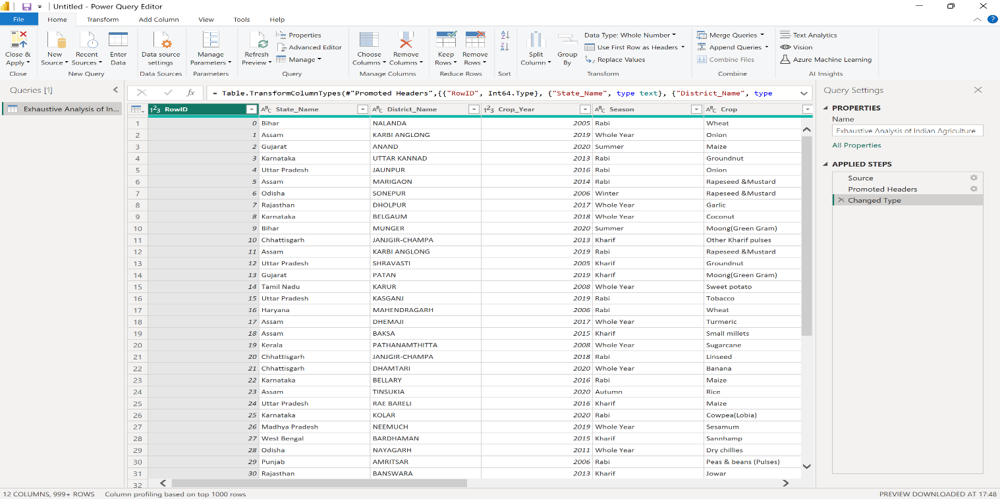 Untitled - Power Query Editor
File Home Transform Add Column View Tools Help
Close & Apply
New Source
Recent Sources
Enter Data
Data source settings
Manage Parameters
Refresh Preview
Properties
Advanced Editor
Manage
Choose Columns
Remove Columns
Keep Rows
Remove Rows
Split Column
Group By
Data Type: Whole Number
Use First Row as Headers
Replace Values
Merge Queries
Append Queries
Combine Files
Text Analytics
Vision
Azure Machine Learning
Close New Query Data Sources Parameters Query Manage Columns Reduce Rows Sort Transform Combine AI Insights
Queries [1]
Exhaustive Analysis of In...
fx = Table.TransformColumnTypes(#"Promoted Headers",{{"RowID", Int64.Type}, {"State_Name", type text}, {"District_Name", type
RowID State_Name District_Name Crop_Year Season Crop
1 0 Bihar NALANDA 2005 Rabi Wheat
2 1 Assam KARBI ANGLONG 2019 Whole Year Onion
3 2 Gujarat ANAND 2020 Summer Maize
4 3 Karnataka UTTAR KANNAD 2013 Rabi Groundnut
5 4 Uttar Pradesh JAUNPUR 2016 Rabi Onion
6 5 Assam MARIGAON 2014 Rabi Rapeseed &Mustard
7 6 Odisha SONEPUR 2006 Winter Rapeseed &Mustard
8 7 Rajasthan DHOLPUR 2017 Whole Year Garlic
9 8 Karnataka BELGAUM 2018 Whole Year Coconut
10 9 Bihar MUNGER 2020 Summer Moong(Green Gram)
11 10 Chhattisgarh JANJGIR-CHAMPA 2013 Kharif Other Kharif pulses
12 11 Assam KARBI ANGLONG 2019 Rabi Rapeseed &Mustard
13 12 Uttar Pradesh SHRAVASTI 2005 Kharif Groundnut
14 13 Gujarat PATAN 2019 Kharif Moong(Green Gram)
15 14 Tamil Nadu KARUR 2008 Whole Year Sweet potato
16 15 Uttar Pradesh KASGANJ 2019 Rabi Tobacco
17 16 Haryana MAHENDRAGARH 2006 Rabi Wheat
18 17 Assam DHEMAJI 2017 Whole Year Turmeric
19 18 Assam BAKSA 2015 Kharif Small millets
20 19 Kerala PATHANAMTHITTA 2008 Whole Year Sugarcane
21 20 Chhattisgarh JANJGIR-CHAMPA 2018 Rabi Linseed
22 21 Chhattisgarh DHAMTARI 2020 Whole Year Banana
23 22 Karnataka BELLARY 2016 Rabi Maize
24 23 Assam TINSUKIA 2020 Autumn Rice
25 24 Uttar Pradesh RAE BARELI 2016 Kharif Maize
26 25 Karnataka KOLAR 2020 Rabi Cowpea(Lobia)
27 26 Madhya Pradesh NEEMUCH 2019 Whole Year Sesamum
28 27 West Bengal BARDHAMAN 2015 Kharif Sannhamp
29 28 Odisha NAYAGARH 2011 Whole Year Dry chillies
30 29 Punjab AMRITSAR 2006 Rabi Peas & beans (Pulses)
31 30 Rajasthan BANSWARA 2013 Kharif Jowar
32
Query Settings
PROPERTIES
Name
Exhaustive Analysis of Indian Agriculture
All Properties
APPLIED STEPS
Source
Promoted Headers
Changed Type
12 COLUMNS, 999+ ROWS Column profiling based on top 1000 rows PREVIEW DOWNLOADED AT 17:48